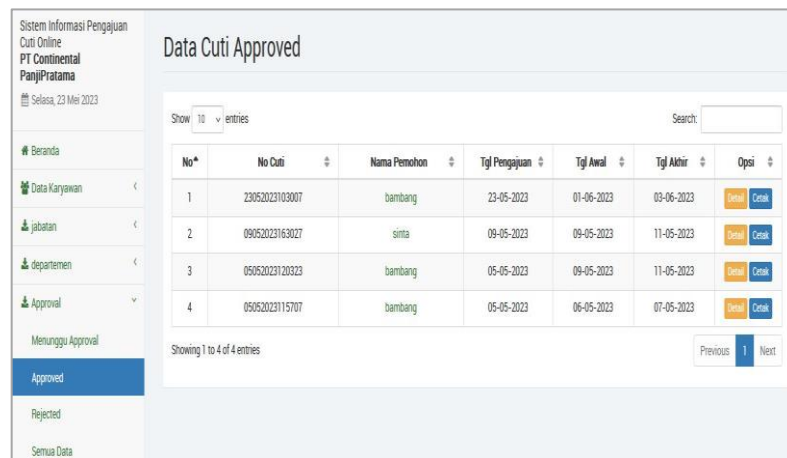 Sistem Informasi Pengajuan
Cuti Online
PT Continental
PanjiPratama
Selasa, 23 Mei 2023
Beranda
Data Karyawan
jabatan
departemen
Approval
Menunggu Approval
Approved
Rejected
Semua Data
Data Cuti Approved
Show 10 entries Search:
No No Cuti Nama Pemohon Tgl Pengajuan Tgl Awal Tgl Akhir Opsi
1 23052023103007 bambang 23-05-2023 01-06-2023 03-06-2023 Detail Cetak
2 09052023163027 sinta 09-05-2023 09-05-2023 11-05-2023 Detail Cetak
3 05052023120323 bambang 05-05-2023 09-05-2023 11-05-2023 Detail Cetak
4 05052023115707 bambang 05-05-2023 06-05-2023 07-05-2023 Detail Cetak
Showing 1 to 4 of 4 entries Previous 1 Next